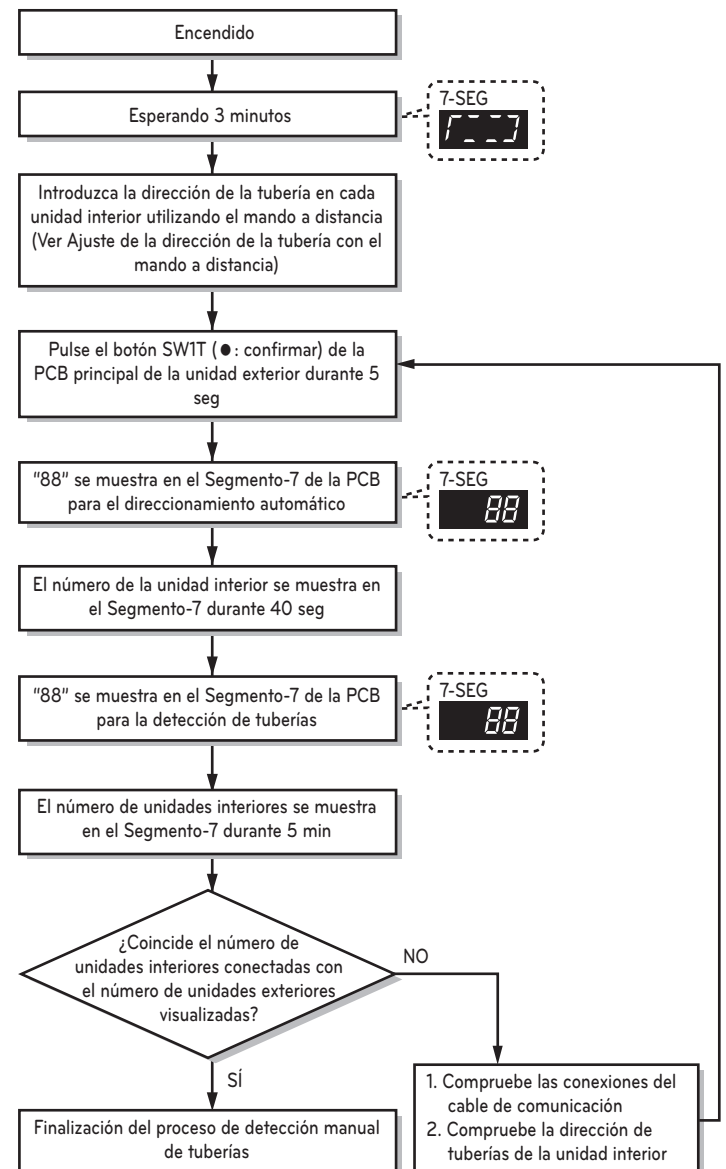 Encendido
Esperando 3 minutos
7-SEG
Introduzca la dirección de la tubería en cada
unidad interior utilizando el mando a distancia
(Ver Ajuste de la dirección de la tubería con el
mando a distancia)
Pulse el botón SW1T (●: confirmar) de la
PCB principal de la unidad exterior durante 5
seg
"88" se muestra en el Segmento-7 de la PCB
para el direccionamiento automático
7-SEG
88
El número de la unidad interior se muestra en
el Segmento-7 durante 40 seg
"88" se muestra en el Segmento-7 de la PCB
para la detección de tuberías
7-SEG
88
El número de unidades interiores se muestra
en el Segmento-7 durante 5 min
¿Coincide el número de
unidades interiores conectadas con
el número de unidades exteriores
visualizadas?
NO
SÍ
1. Compruebe las conexiones del
cable de comunicación
2. Compruebe la dirección de
tuberías de la unidad interior
Finalización del proceso de detección manual
de tuberías